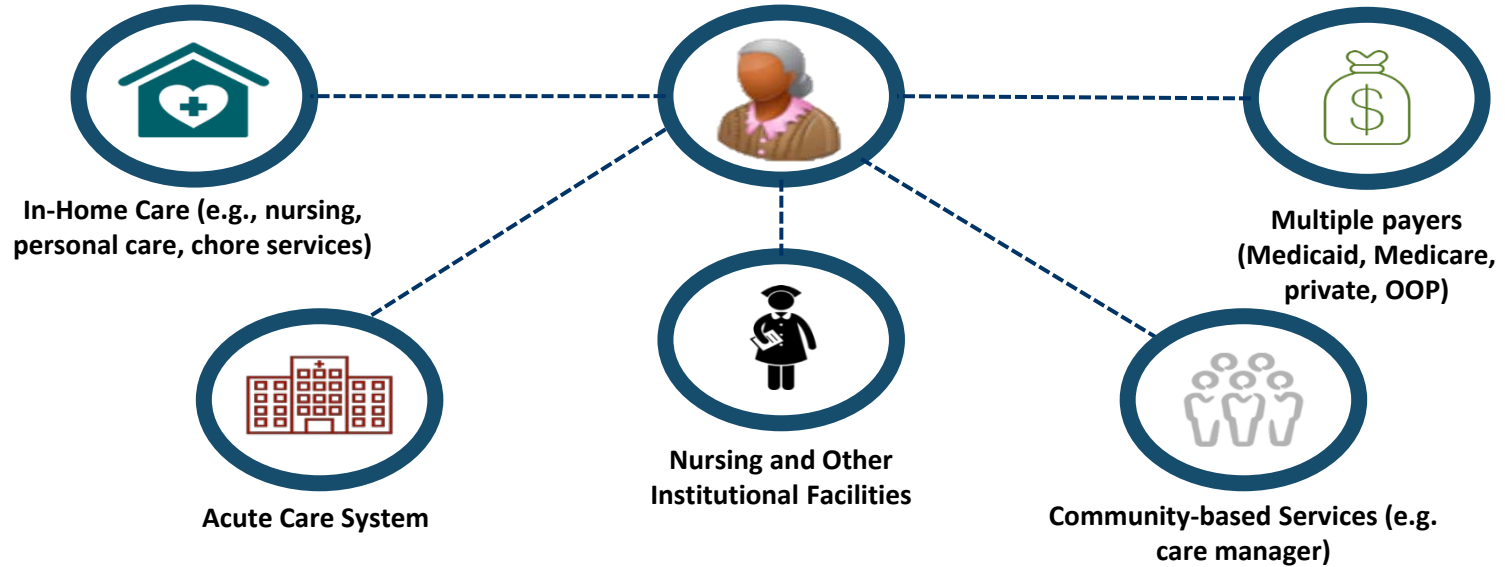 In-Home Care (e.g., nursing,
personal care, chore services)
Multiple payers
(Medicaid, Medicare,
private, OOP)
$
Acute Care System
Nursing and Other
Institutional Facilities
Community-based Services (e.g.
care manager)